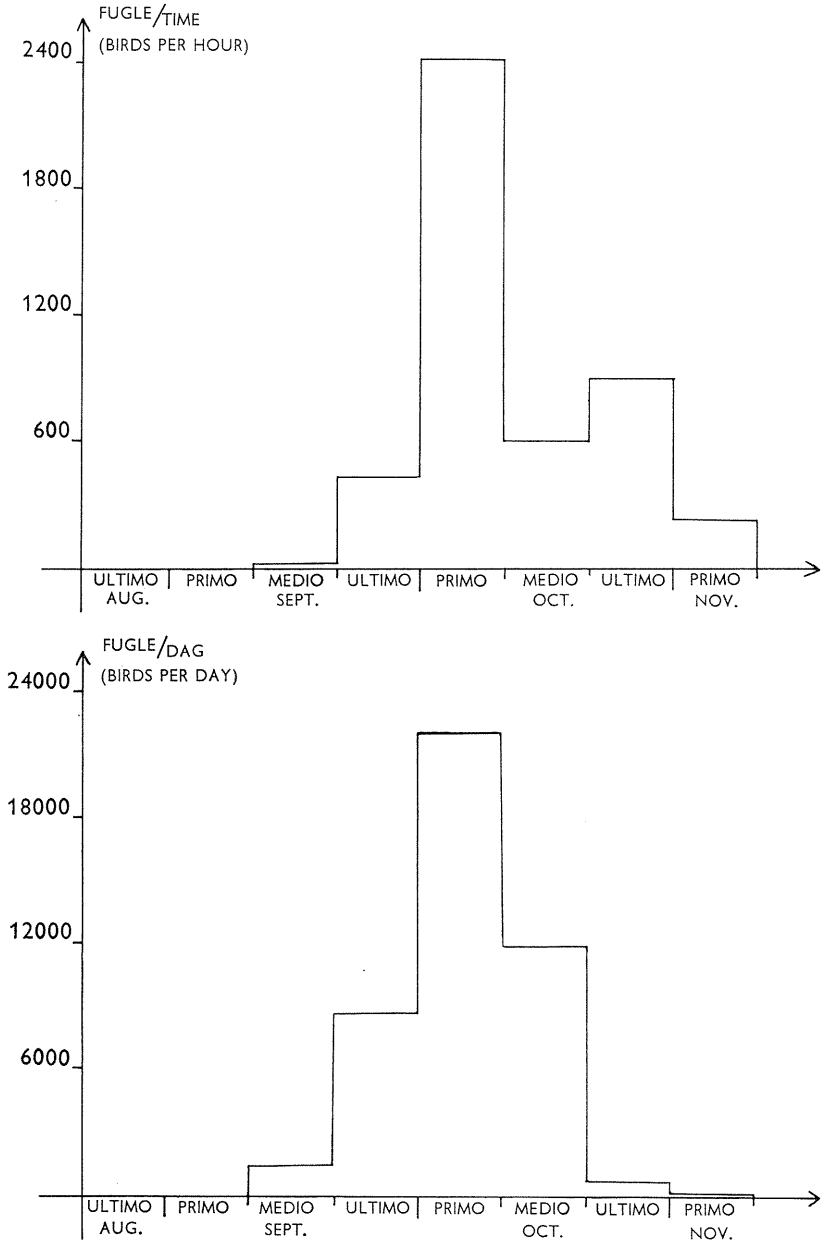 FUGLE/TIME
(BIRDS PER HOUR)
2400
1800
1200
600
ULTIMO PRIMO MEDIO ULTIMO PRIMO MEDIO ULTIMO PRIMO
AUG. SEPT. OCT. NOV.
FUGLE/DAG
(BIRDS PER DAY)
24000
18000
12000
6000
ULTIMO PRIMO MEDIO ULTIMO PRIMO MEDIO ULTIMO PRIMO
AUG. SEPT. OCT. NOV.